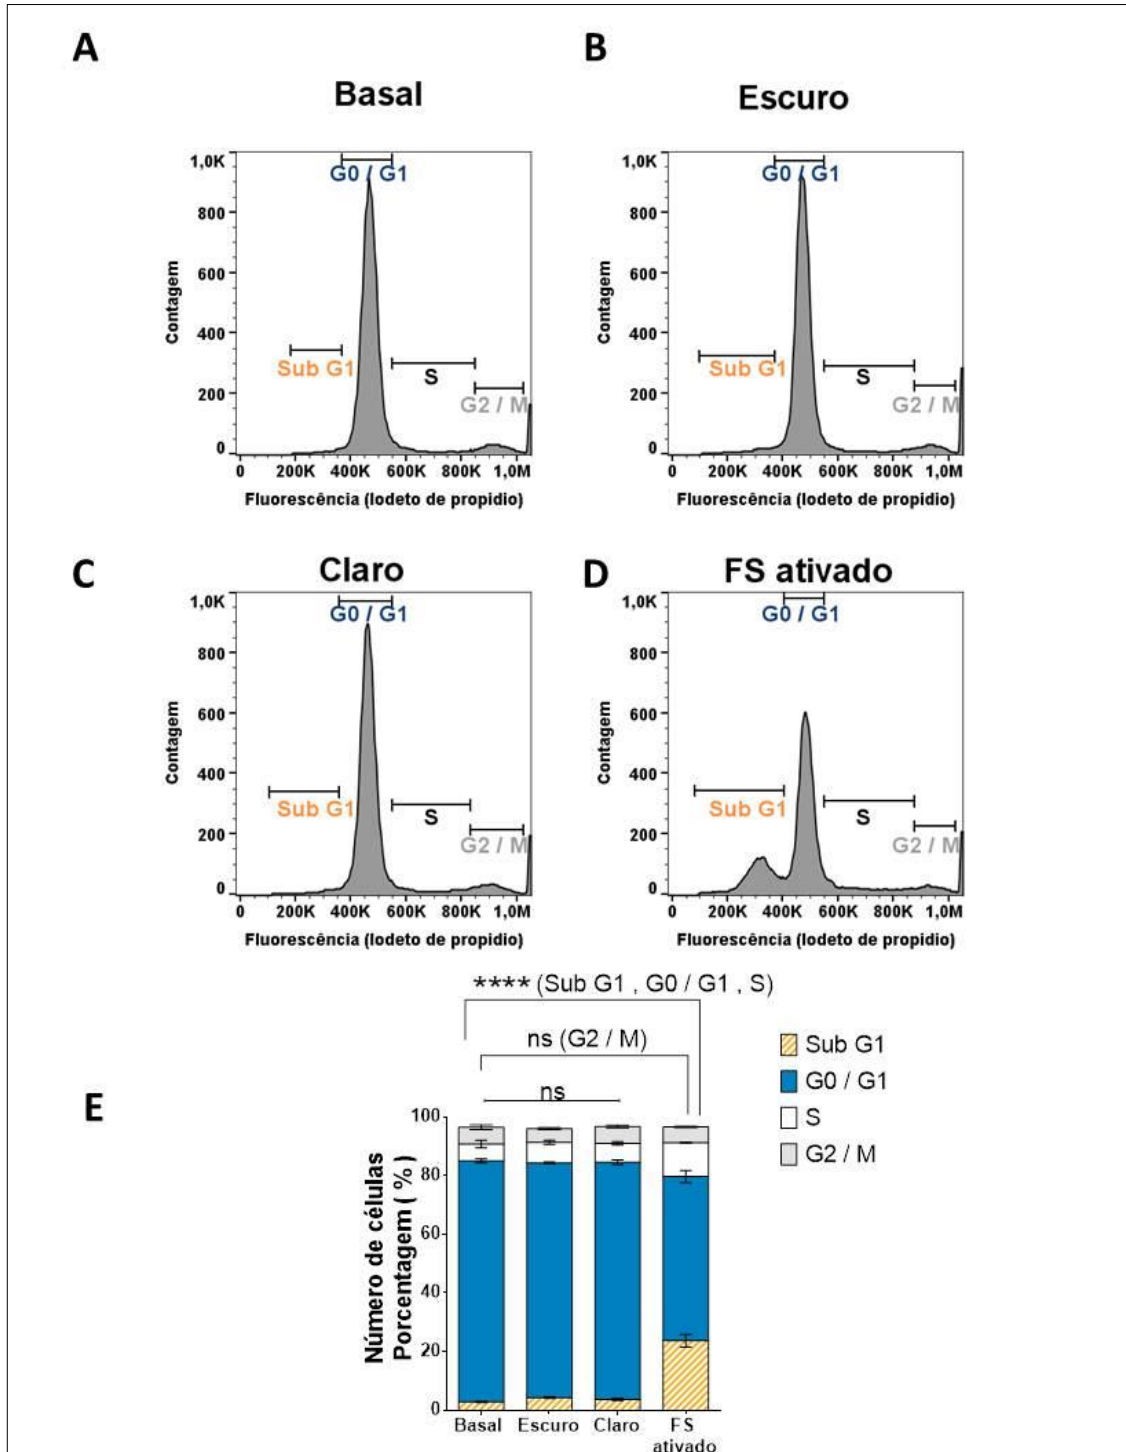 A
Basal
1,0K
800
600
400
200
0
Contagem
G0 / G1
Sub G1
S
G2 / M
0 200K 400K 600K 800K 1,0M
Fluorescência (Iodeto de propidio)
B
Escuro
1,0K
800
600
400
200
0
Contagem
G0 / G1
Sub G1
S
G2 / M
0 200K 400K 600K 800K 1,0M
Fluorescência (Iodeto de propidio)
C
Claro
1,0K
800
600
400
200
0
Contagem
G0 / G1
Sub G1
S
G2 / M
0 200K 400K 600K 800K 1,0M
Fluorescência (Iodeto de propidio)
D
FS ativado
1,0K
800
600
400
200
0
Contagem
G0 / G1
Sub G1
S
G2 / M
0 200K 400K 600K 800K 1,0M
Fluorescência (Iodeto de propidio)
E
**** (Sub G1 , G0 / G1 , S)
ns (G2 / M)
ns
Sub G1
G0 / G1
S
G2 / M
Número de células
Porcentagem ( % )
100
80
60
40
20
0
Basal Escuro Claro FS
ativado